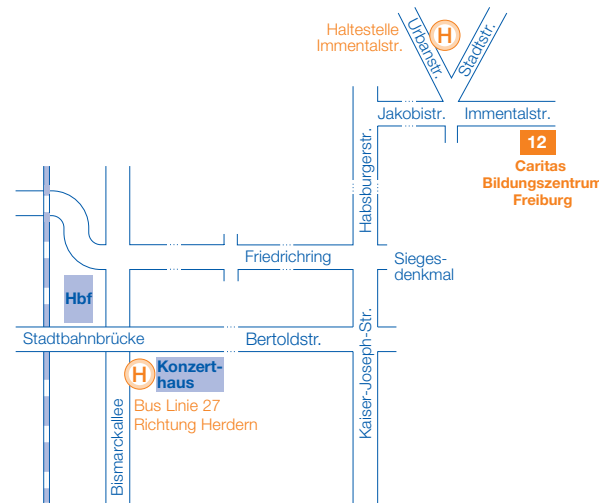 Haltestelle
Immentalstr.
H
Urbanstr.
Stadtstr.
Jakobistr.
Immentalstr.
12
Caritas
Bildungszentrum
Freiburg
Habsburgerstr.
Friedrichring
Sieges-
denkmal
Hbf
Stadtbahnbrücke
Bertoldstr.
Kaiser-Joseph-Str.
H
Konzert-
haus
Bus Linie 27
Richtung Herdern
Bismarckallee